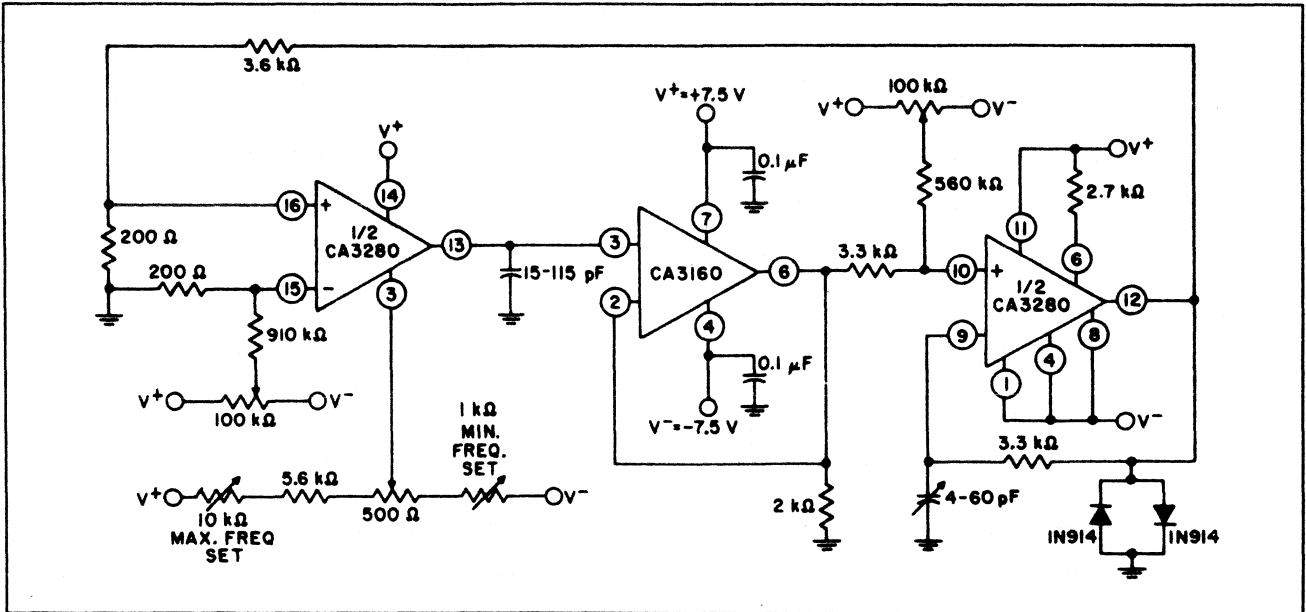 3.6 kΩ
V+
14
16
+
1/2
CA3280
13
200 Ω
200 Ω
15
−
3
910 kΩ
V+
V−
100 kΩ
15-115 pF
V+=+7.5 V
0.1 µF
7
3
CA3160
6
2
4
0.1 µF
V−=-7.5 V
100 kΩ
V+
V−
560 kΩ
V+
2.7 kΩ
11
6
3.3 kΩ
10
+
1/2
CA3280
12
9
−
8
4
1
V−
3.3 kΩ
4-60 pF
1N914
1N914
2 kΩ
1 kΩ
MIN.
FREQ.
SET
V+
5.6 kΩ
500 Ω
V−
10 kΩ
MAX. FREQ
SET